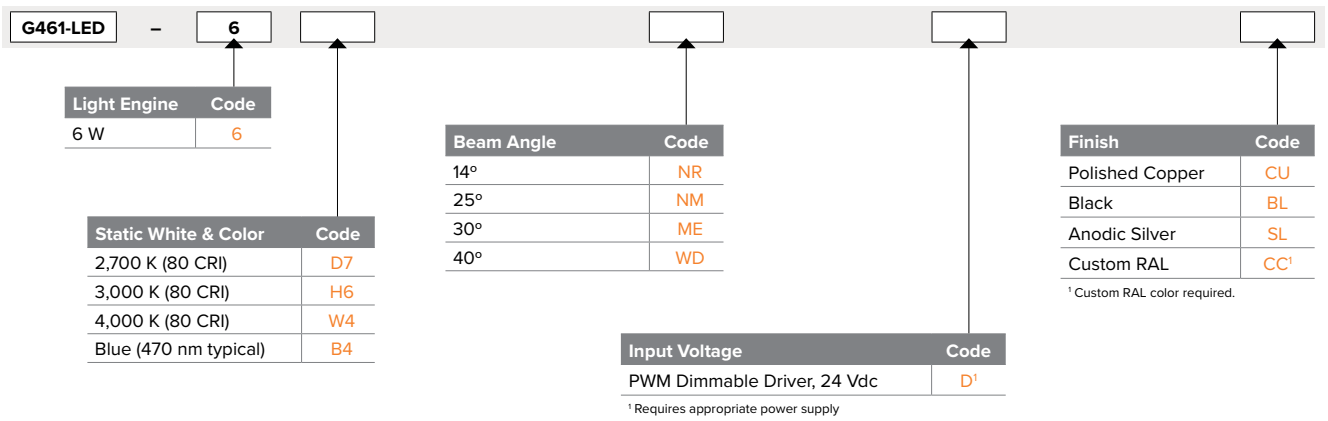 G461-LED – 6
Light Engine Code
6 W 6
Static White & Color Code
2,700 K (80 CRI) D7
3,000 K (80 CRI) H6
4,000 K (80 CRI) W4
Blue (470 nm typical) B4
Beam Angle Code
14º NR
25º NM
30º ME
40º WD
Input Voltage Code
PWM Dimmable Driver, 24 Vdc D¹
¹ Requires appropriate power supply
Finish Code
Polished Copper CU
Black BL
Anodic Silver SL
Custom RAL CC¹
¹ Custom RAL color required.